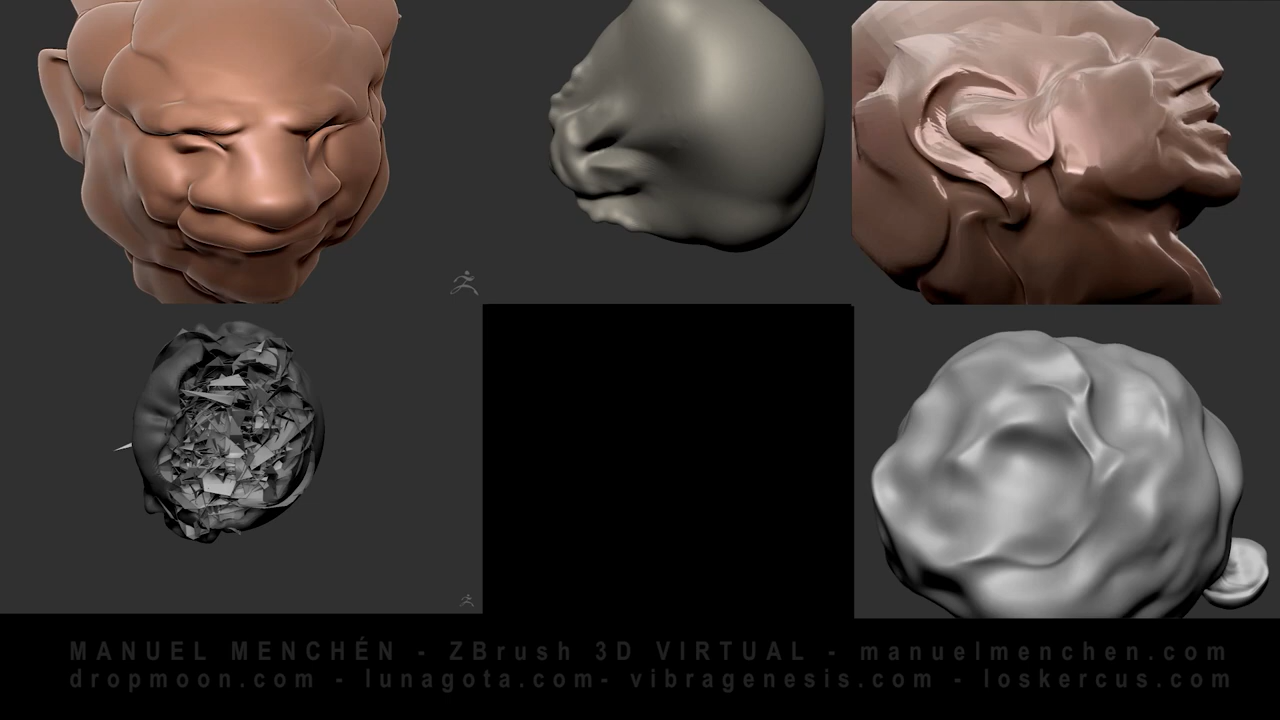 MANUEL MENCHÉN - ZBrush 3D VIRTUAL - manuelmenchen.com
dropmoon.com - lunagota.com- vibragenesis.com - loskercus.com